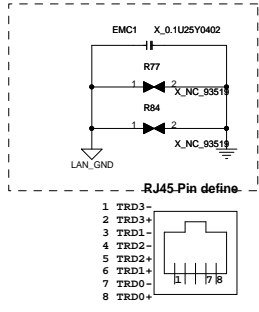 EMC1 X_0.1U25Y0402
R77
1 2
X_NC_93519
R84
1 2
X_NC_93519
LAN_GND
RJ45 Pin define
1 TRD3-
2 TRD3+
3 TRD1-
4 TRD2-
5 TRD2+
6 TRD1+
7 TRD0-
8 TRD0+
1 7 8